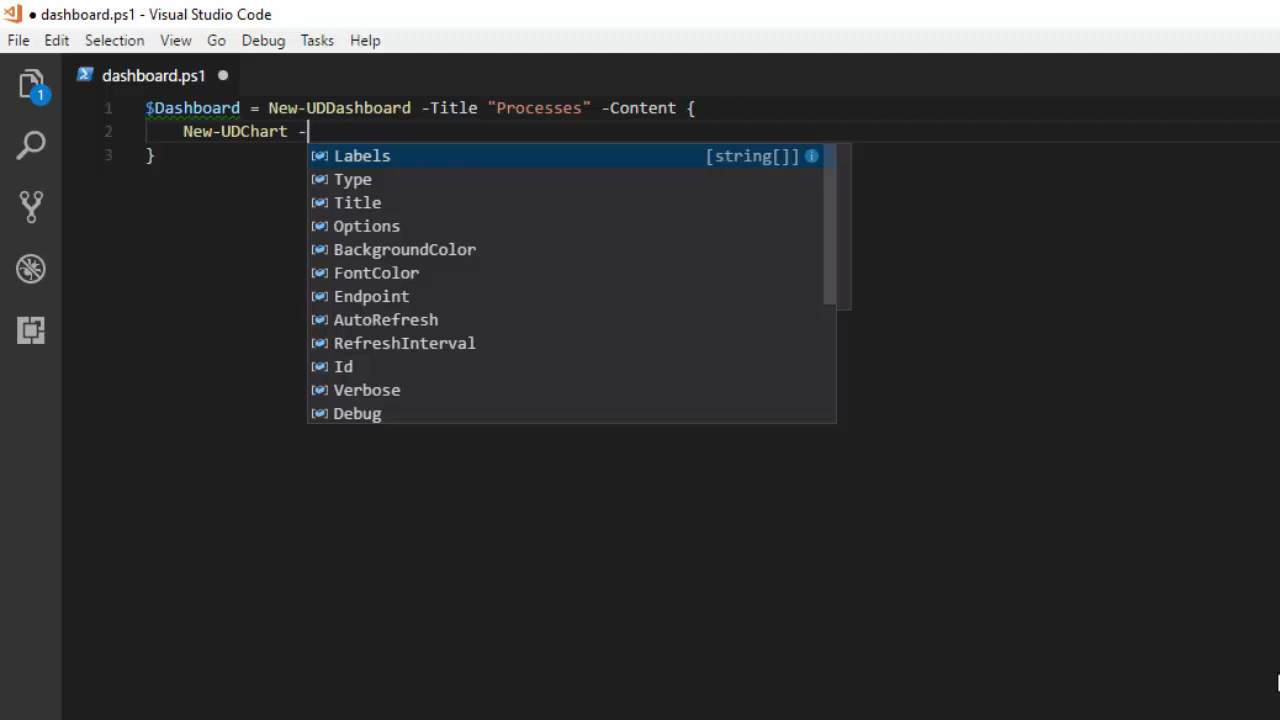 ● dashboard.ps1 - Visual Studio Code
File Edit Selection View Go Debug Tasks Help
1
dashboard.ps1 ●
1 $Dashboard = New-UDDashboard -Title "Processes" -Content {
2 New-UDChart -
3 }
Labels [string[]]
Type
Title
Options
BackgroundColor
FontColor
Endpoint
AutoRefresh
RefreshInterval
Id
Verbose
Debug